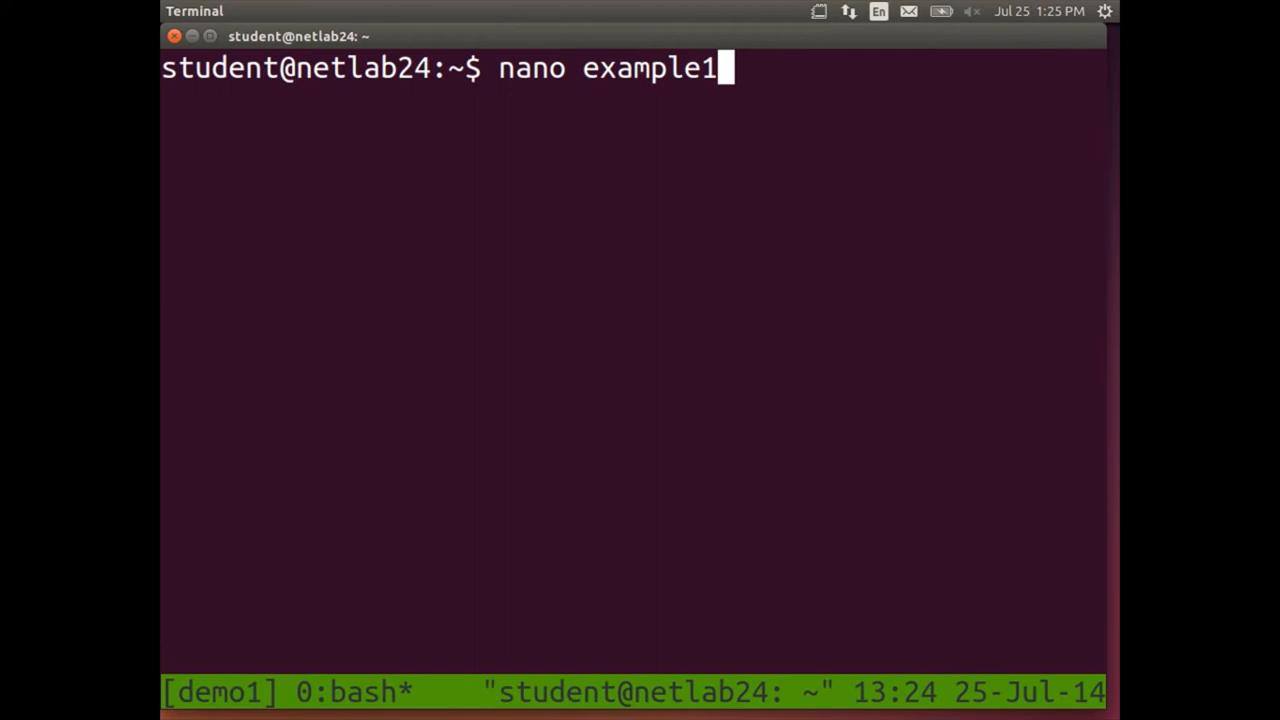 Terminal En Jul 25 1:25 PM
student@netlab24: ~
student@netlab24:~$ nano example1
[demo1] 0:bash* "student@netlab24: ~" 13:24 25-Jul-14